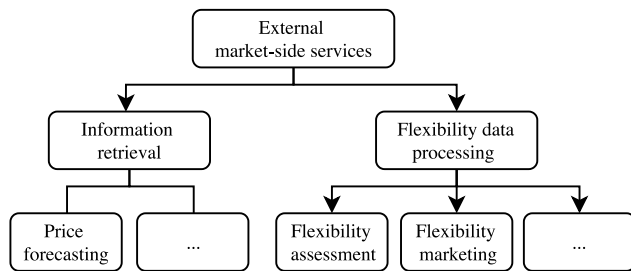 External
market-side services
Information
retrieval
Flexibility data
processing
Price
forecasting
...
Flexibility
assessment
Flexibility
marketing
...